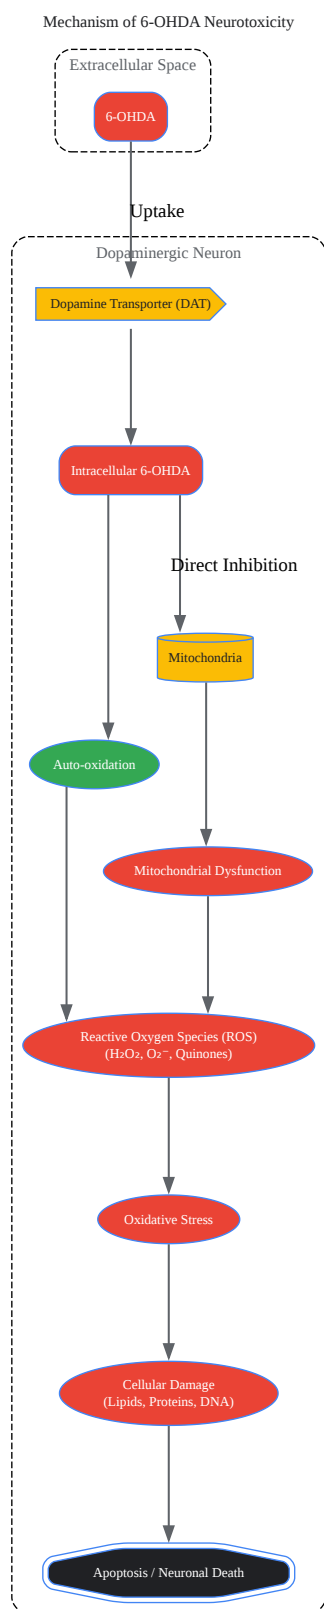 Mechanism of 6-OHDA Neurotoxicity
Extracellular Space
6-OHDA
Uptake
Dopaminergic Neuron
Dopamine Transporter (DAT)
Intracellular 6-OHDA
Direct Inhibition
Mitochondria
Auto-oxidation
Mitochondrial Dysfunction
Reactive Oxygen Species (ROS)
(H₂O₂, O₂⁻, Quinones)
Oxidative Stress
Cellular Damage
(Lipids, Proteins, DNA)
Apoptosis / Neuronal Death